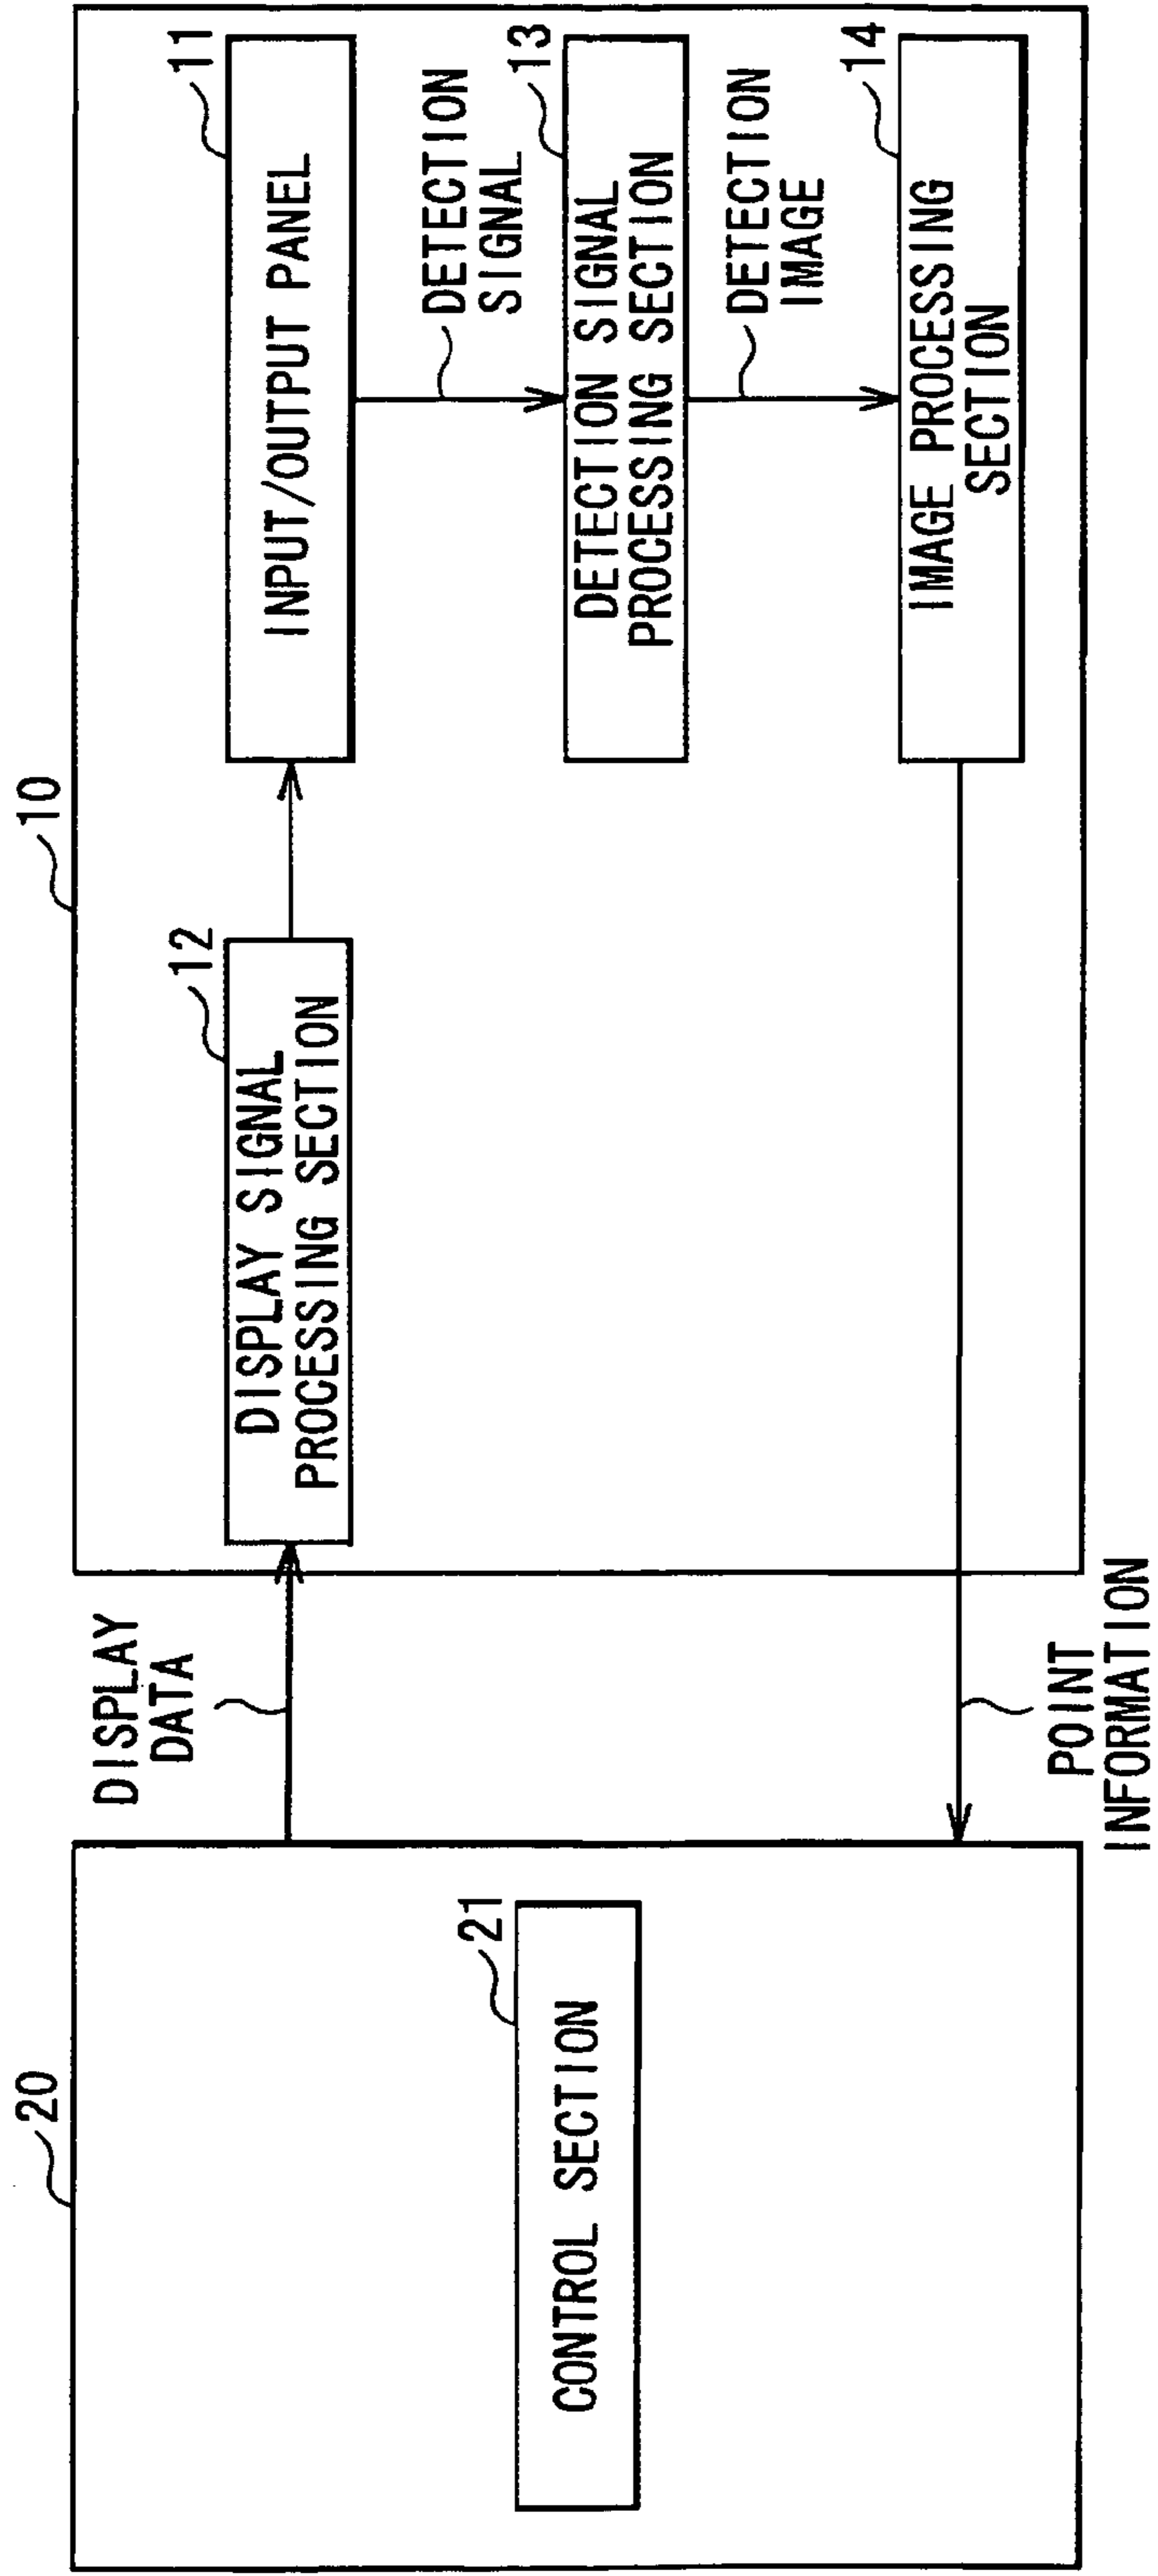 20
CONTROL SECTION
21
DISPLAY
DATA
POINT
INFORMATION
10
DISPLAY SIGNAL
PROCESSING SECTION
12
INPUT/OUTPUT PANEL
11
DETECTION
SIGNAL
DETECTION SIGNAL
PROCESSING SECTION
13
DETECTION
IMAGE
IMAGE PROCESSING
SECTION
14